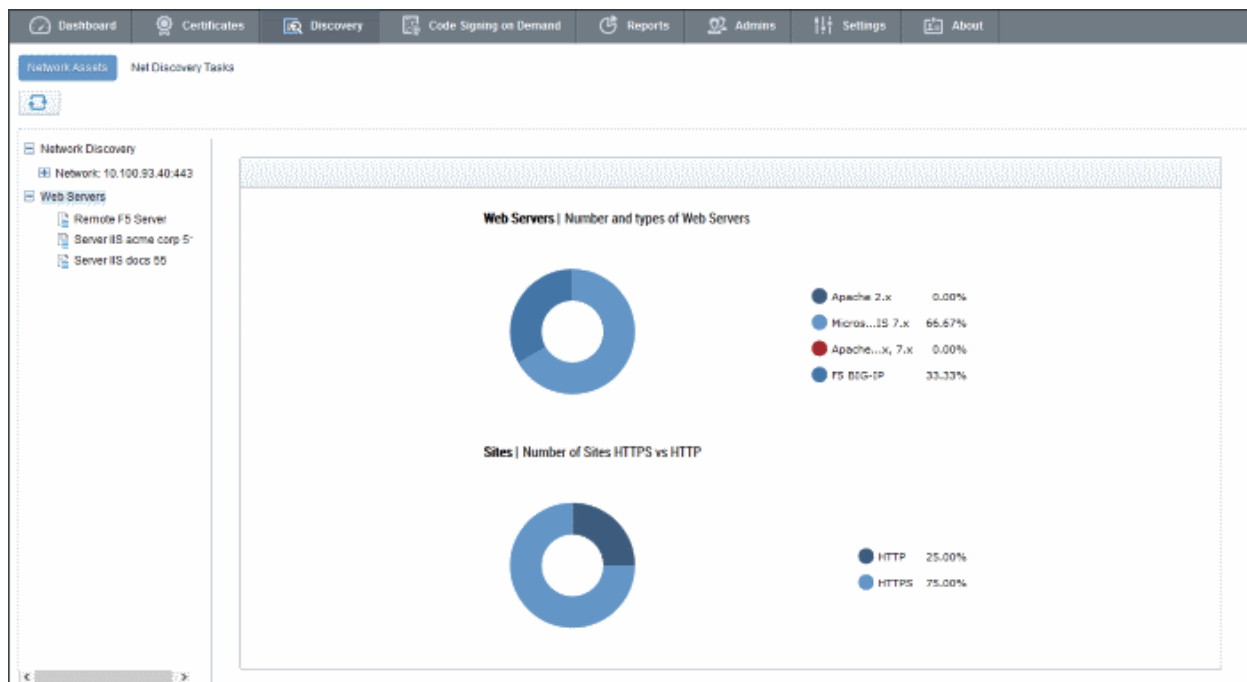 Dashboard Certificates Discovery Code Signing on Demand Reports Admins Settings About
Network Assets Net Discovery Tasks
Network Discovery
Network: 10.100.93.40:443
Web Servers
Remote F5 Server
Server IIS acme corp 5
Server IIS docs 55
Web Servers | Number and types of Web Servers
Apache 2.x 0.00%
Micros...IS 7.x 66.67%
Apache...x, 7.x 0.00%
F5 BIG-IP 33.33%
Sites | Number of Sites HTTPS vs HTTP
HTTP 25.00%
HTTPS 75.00%